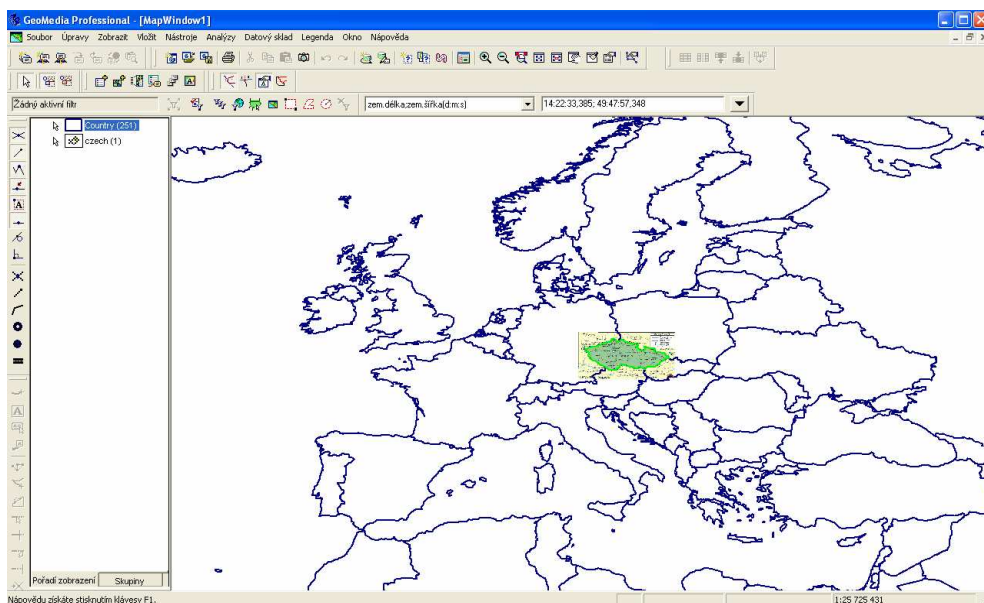 GeoMedia Professional - [MapWindow1]
Soubor Úpravy Zobrazit Vložit Nástroje Analýzy Datový sklad Legenda Okno Nápověda
Žádný aktivní filtr
zem.délka;zem.šířka(d:m:s)
14:22:33,385; 49:47:57,348
Country (251)
czech (1)
Pořadí zobrazení Skupiny
Nápovědu získáte stisknutím klávesy F1.
1:25 725 431